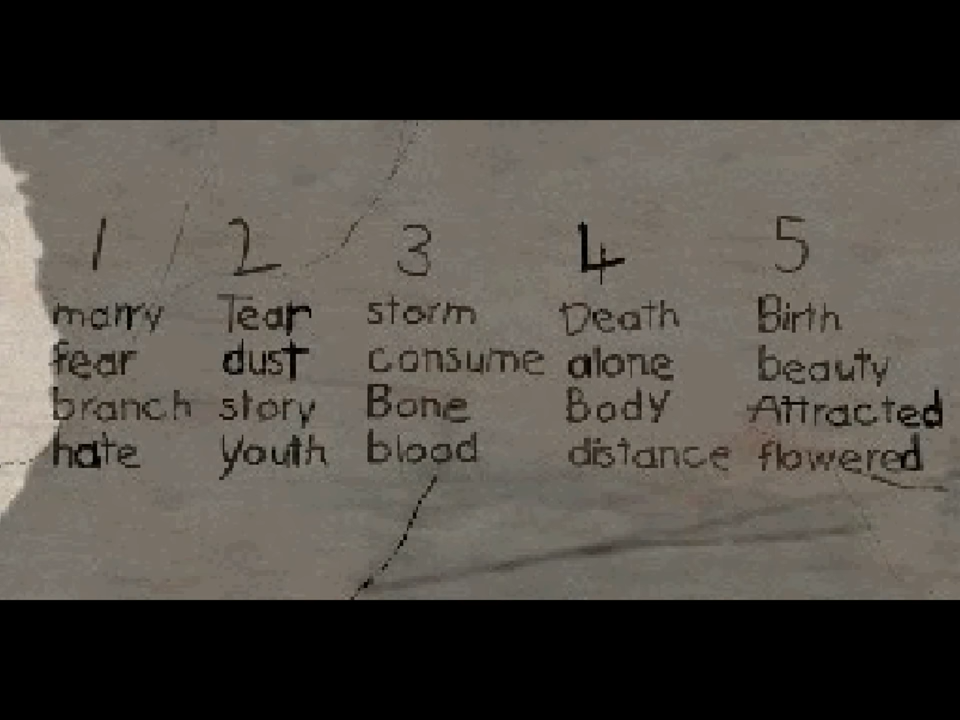 1 2 3 4 5
marry Tear storm Death Birth
fear dust consume alone beauty
branch story Bone Body Attracted
hate youth blood distance flowered